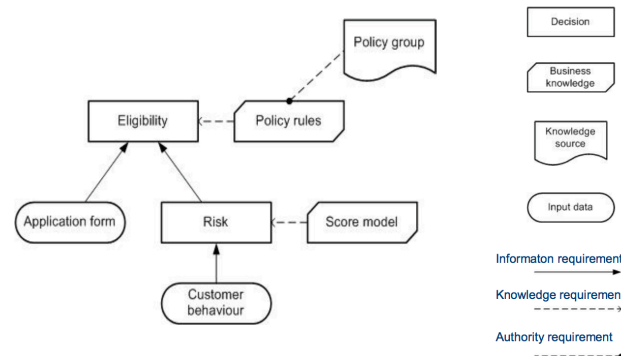 Policy group
Eligibility
Policy rules
Application form
Risk
Score model
Customer
behaviour
Decision
Business
knowledge
Knowledge
source
Input data
Informaton requirement
Knowledge requiremen
Authority requirement